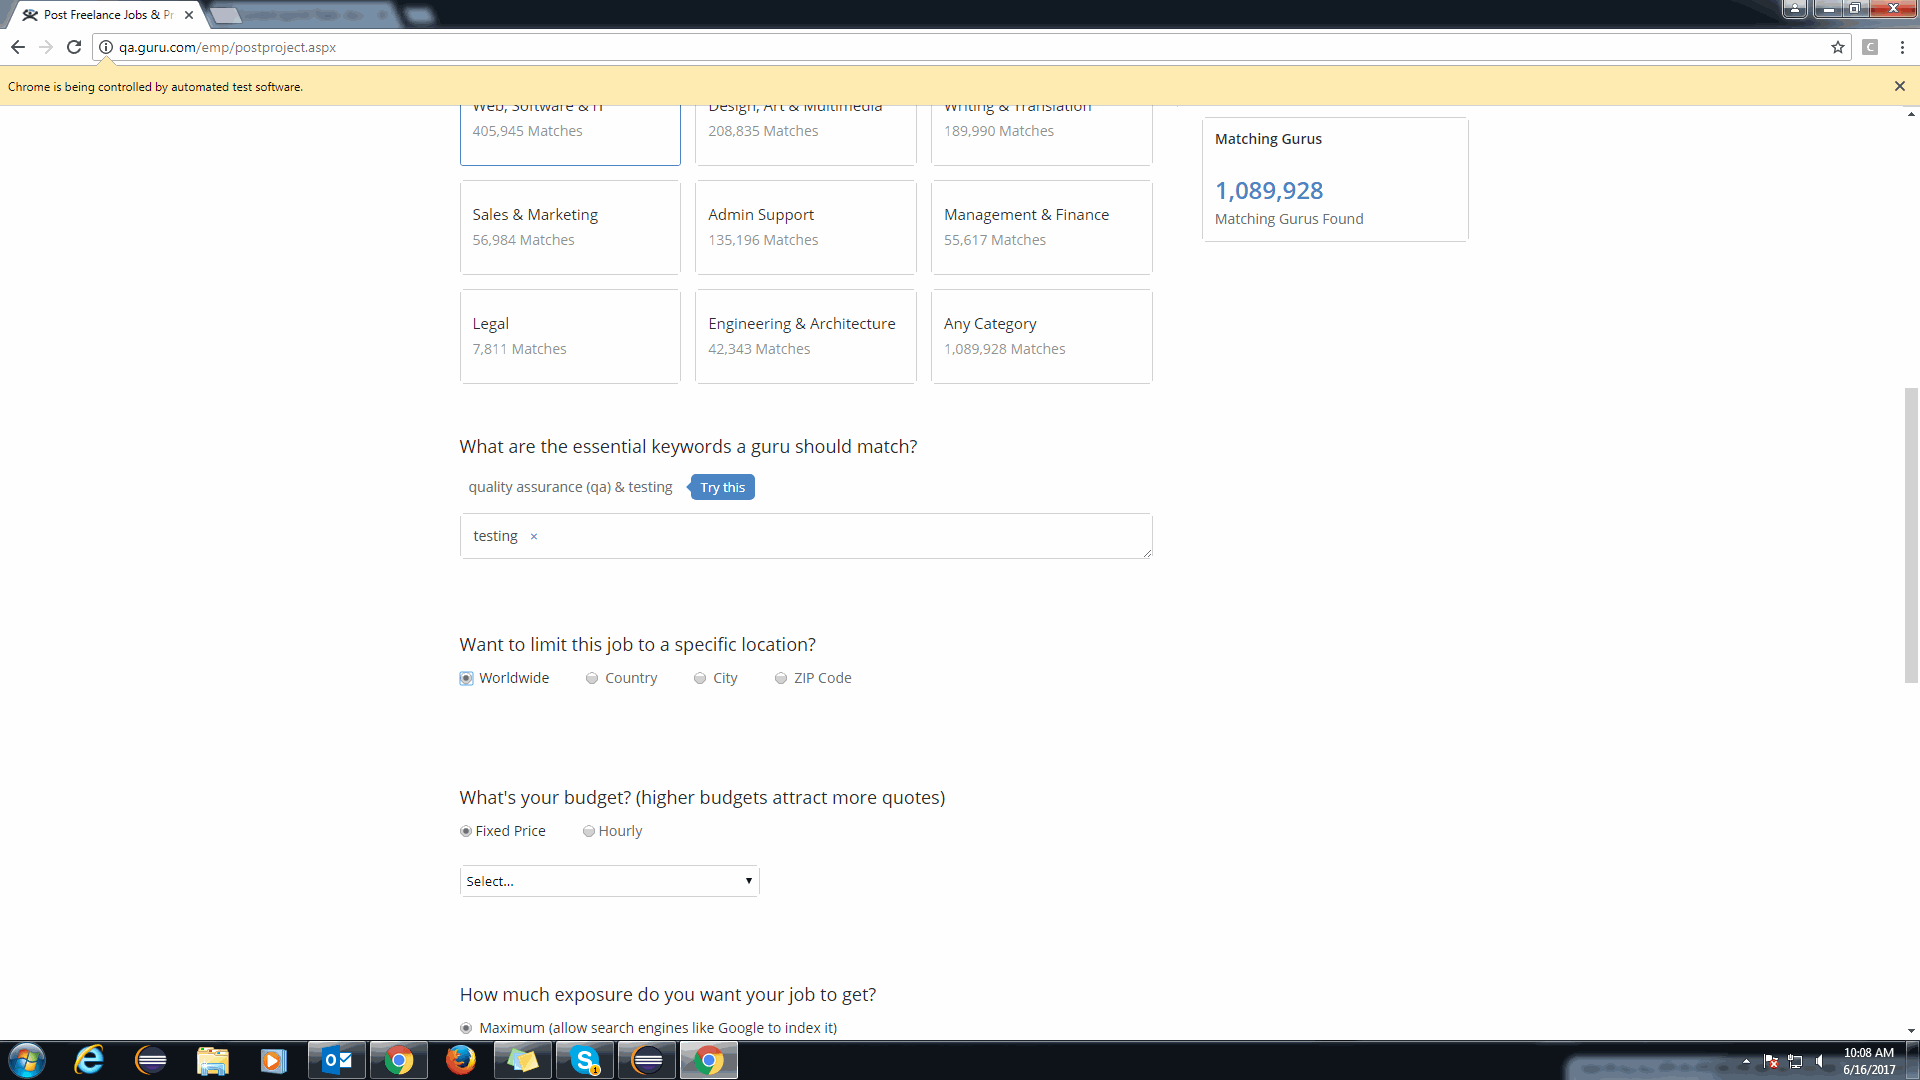 Post Freelance Jobs & Pr
qa.guru.com/emp/postproject.aspx
C
Chrome is being controlled by automated test software.
Web, Software & IT
Design, Art & Multimedia
Writing & Translation
405,945 Matches
208,835 Matches
189,990 Matches
Matching Gurus
1,089,928
Matching Gurus Found
Sales & Marketing
Admin Support
Management & Finance
56,984 Matches
135,196 Matches
55,617 Matches
Legal
Engineering & Architecture
Any Category
7,811 Matches
42,343 Matches
1,089,928 Matches
What are the essential keywords a guru should match?
quality assurance (qa) & testing
Try this
testing ×
Want to limit this job to a specific location?
Worldwide Country City ZIP Code
What's your budget? (higher budgets attract more quotes)
Fixed Price Hourly
Select...
How much exposure do you want your job to get?
Maximum (allow search engines like Google to index it)
10:08 AM
6/16/2017